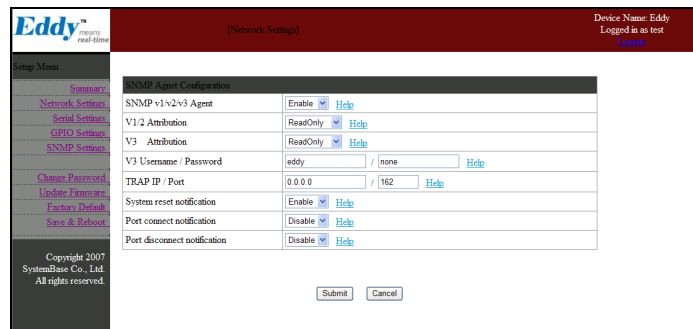 Eddy™ means real-time
[Network Settings]
Device Name: Eddy
Logged in as test
Logout
Setup Menu
Summary
Network Settings
Serial Settings
GPIO Settings
SNMP Settings
Change Password
Update Firmware
Factory Default
Save & Reboot
Copyright 2007
SystemBase Co., Ltd.
All rights reserved.
SNMP Agnet Configuration
SNMP v1/v2/v3 Agent Enable Help
V1/2 Attribution ReadOnly Help
V3 Attribution ReadOnly Help
V3 Username / Password eddy / none Help
TRAP IP / Port 0.0.0.0 / 162 Help
System reset notification Enable Help
Port connect notification Disable Help
Port disconnect notification Disable Help
Submit Cancel